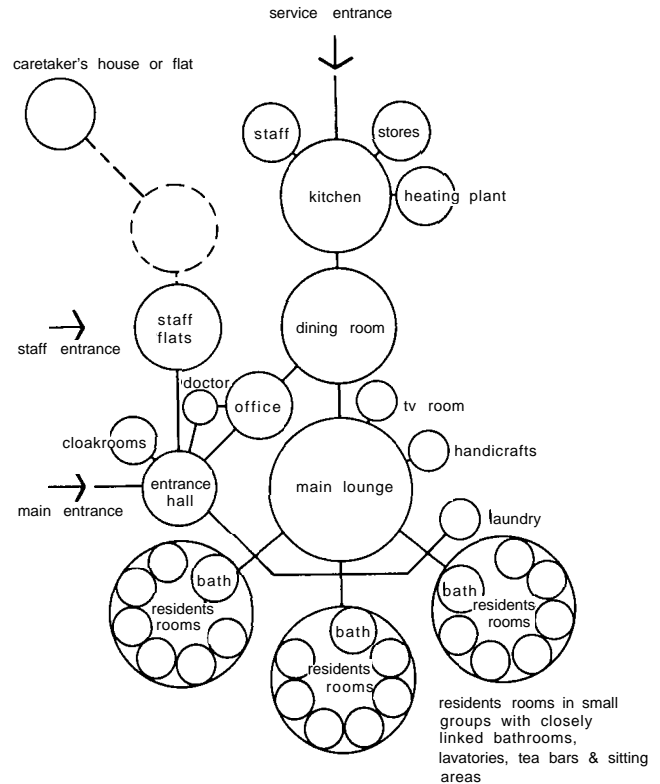 service entrance
caretaker's house or flat
staff
stores
kitchen
heating plant
staff
flats
dining room
staff entrance
doctor
office
tv room
cloakrooms
handicrafts
entrance
hall
main lounge
main entrance
laundry
bath
residents
rooms
bath
residents
rooms
bath
residents
rooms
residents rooms in small
groups with closely
linked bathrooms,
lavatories, tea bars & sitting
areas